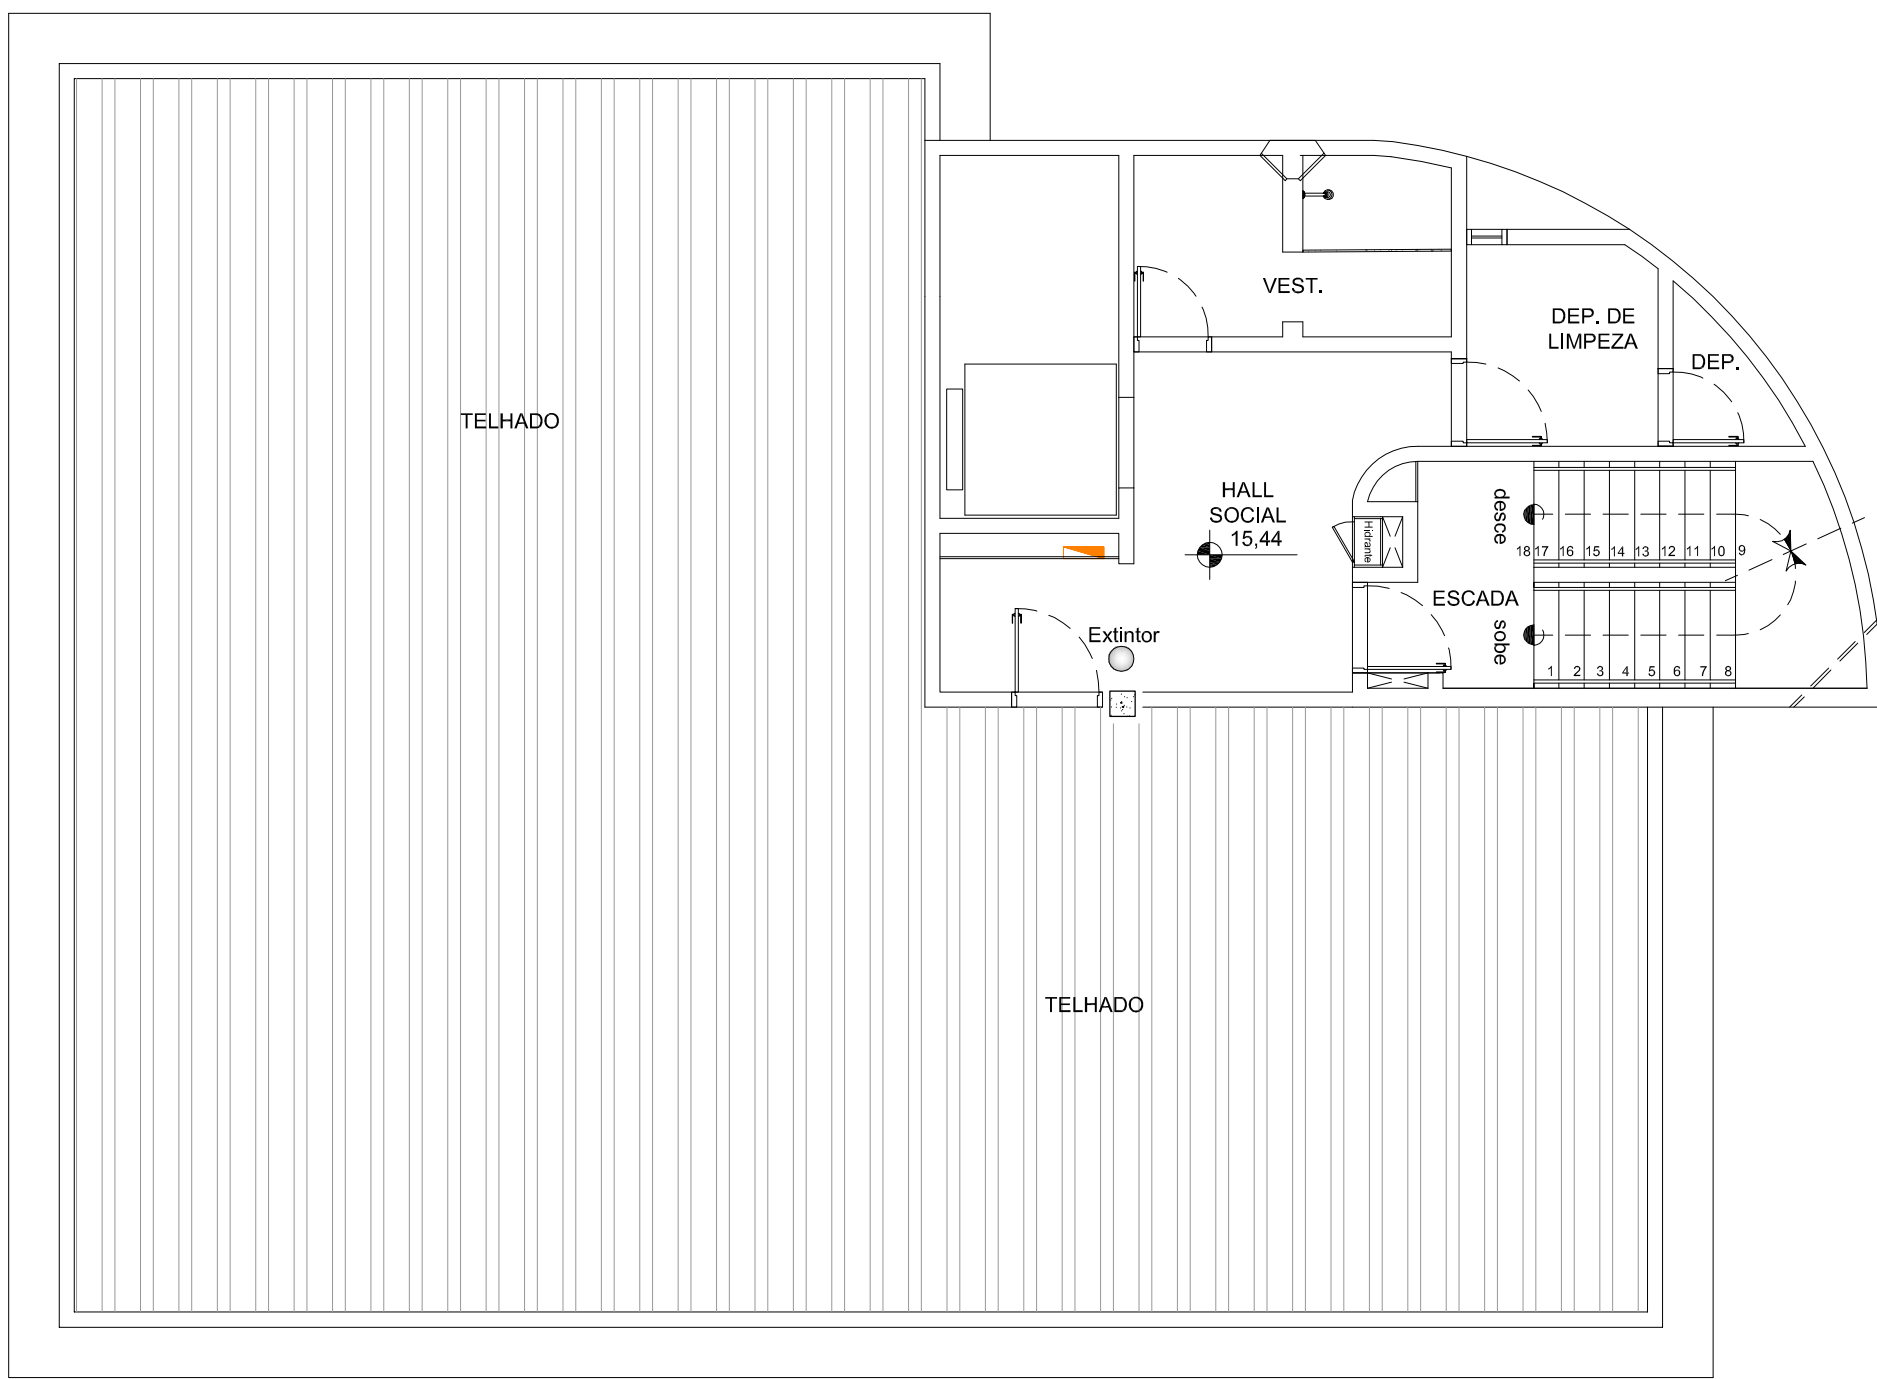 VEST.
DEP. DE
LIMPEZA
DEP.
TELHADO
HALL
SOCIAL
15,44
desce
Hidrante
18 17 16 15 14 13 12 11 10 9
ESCADA
sobe
Extintor
1 2 3 4 5 6 7 8
TELHADO